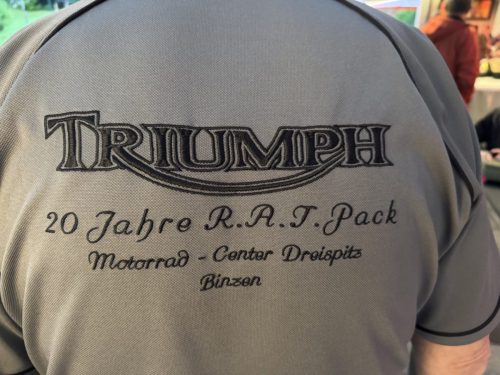 TRIUMPH
20 Jahre R.A.T. Pack
Motorrad - Center Dreispitz
Binzen